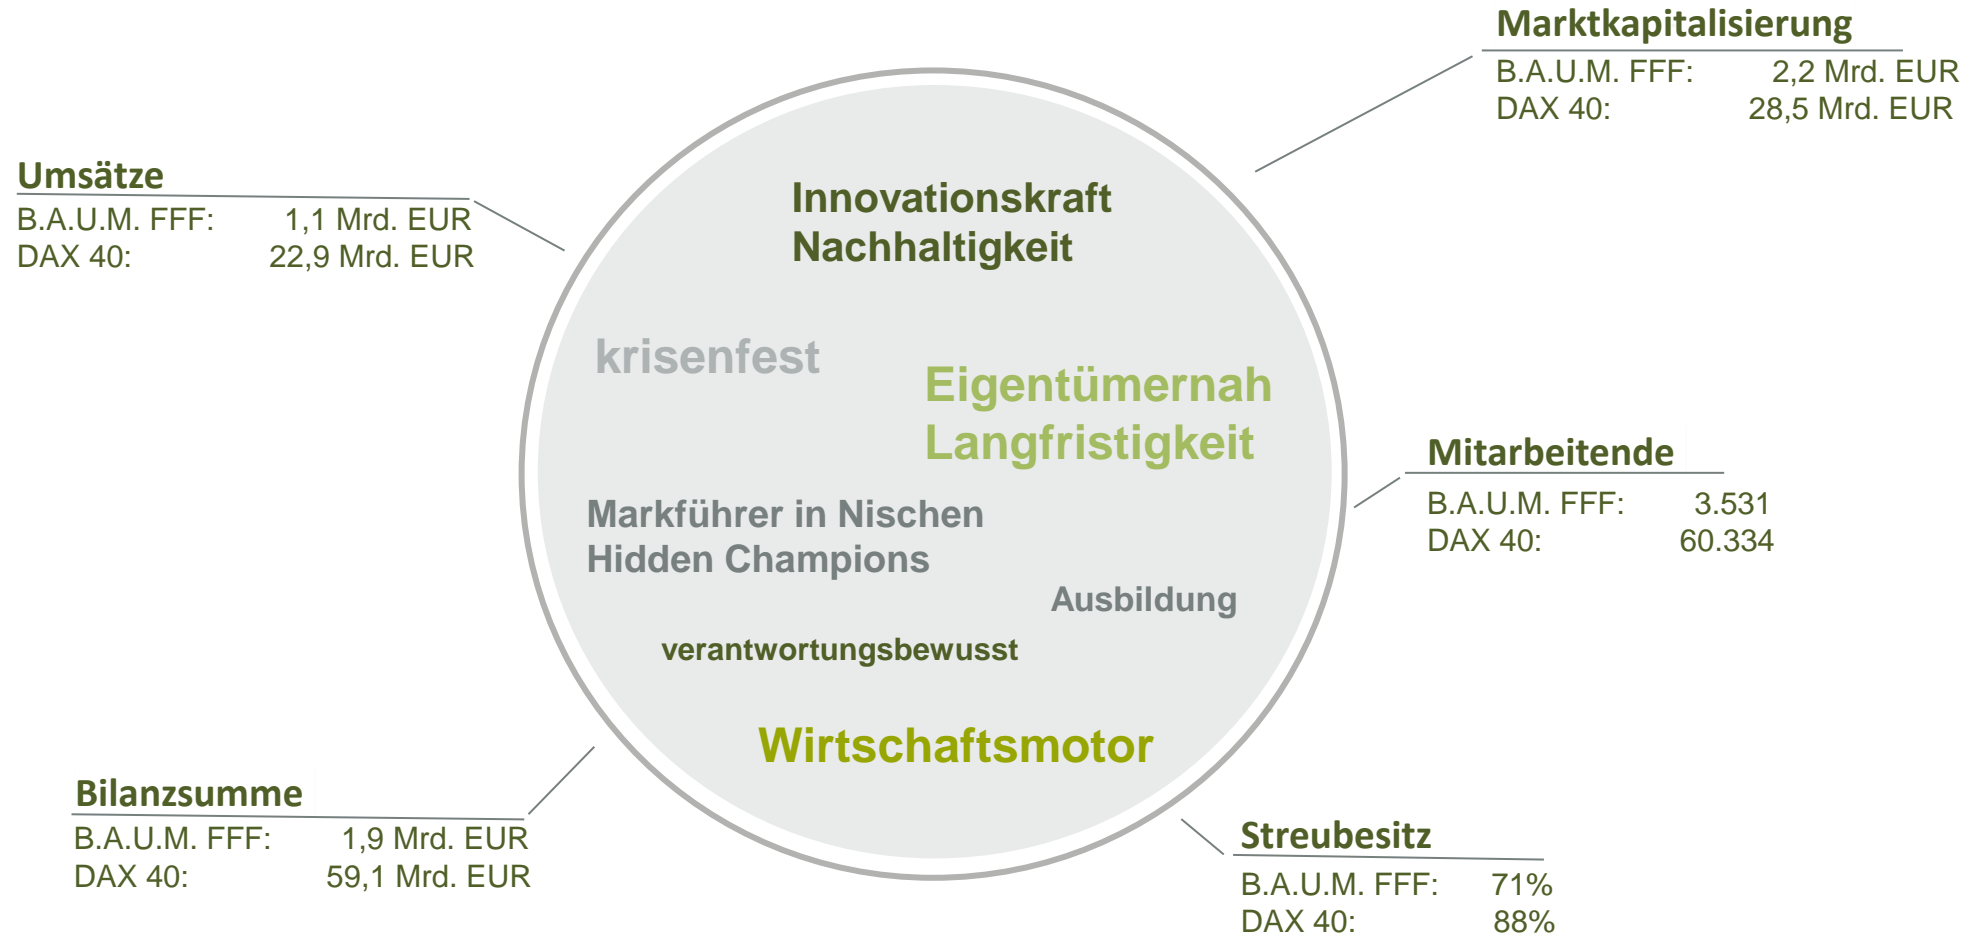 Marktkapitalisierung
B.A.U.M. FFF: 2,2 Mrd. EUR
DAX 40: 28,5 Mrd. EUR
Umsätze
B.A.U.M. FFF: 1,1 Mrd. EUR
DAX 40: 22,9 Mrd. EUR
Innovationskraft
Nachhaltigkeit
krisenfest
Eigentümernah
Langfristigkeit
Mitarbeitende
B.A.U.M. FFF: 3.531
DAX 40: 60.334
Markführer in Nischen
Hidden Champions
Ausbildung
verantwortungsbewusst
Wirtschaftsmotor
Bilanzsumme
B.A.U.M. FFF: 1,9 Mrd. EUR
DAX 40: 59,1 Mrd. EUR
Streubesitz
B.A.U.M. FFF: 71%
DAX 40: 88%